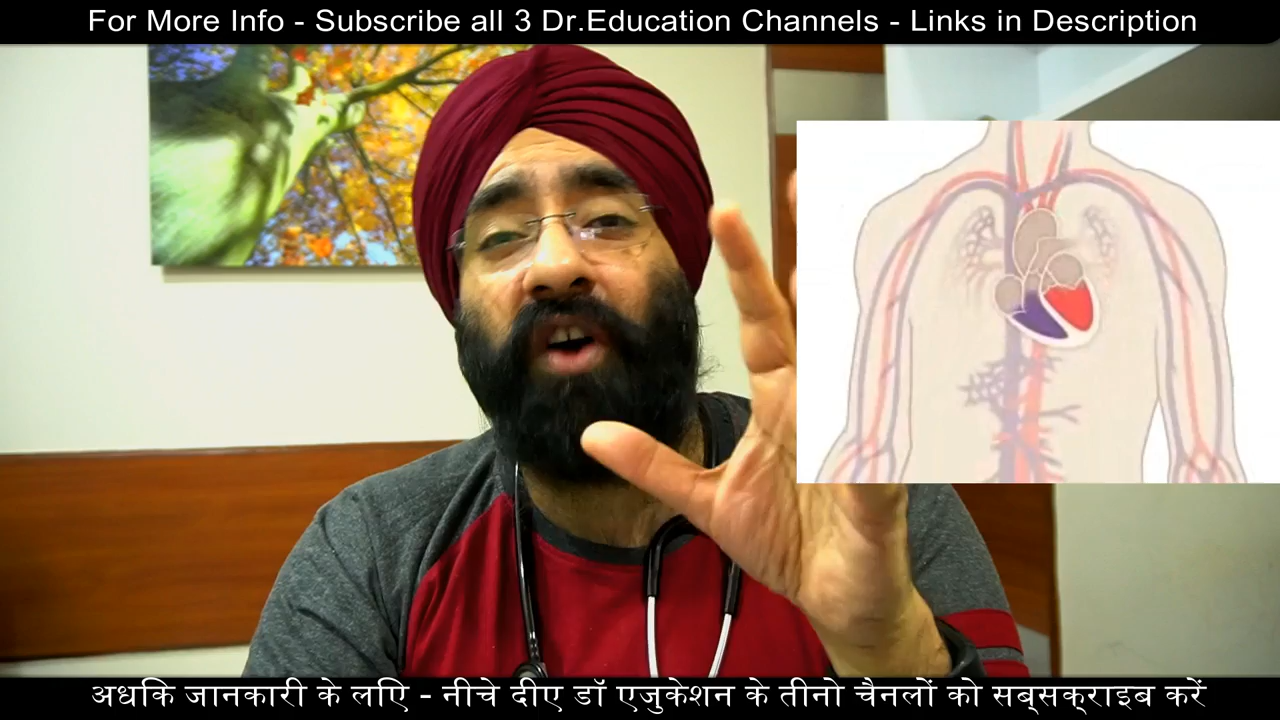 For More Info - Subscribe all 3 Dr.Education Channels - Links in Description
अधकि जानकारी के लएि - नीचे दीए डॉ एजुकेशन के तीनो चैनलों को सब्सक्राइब करें